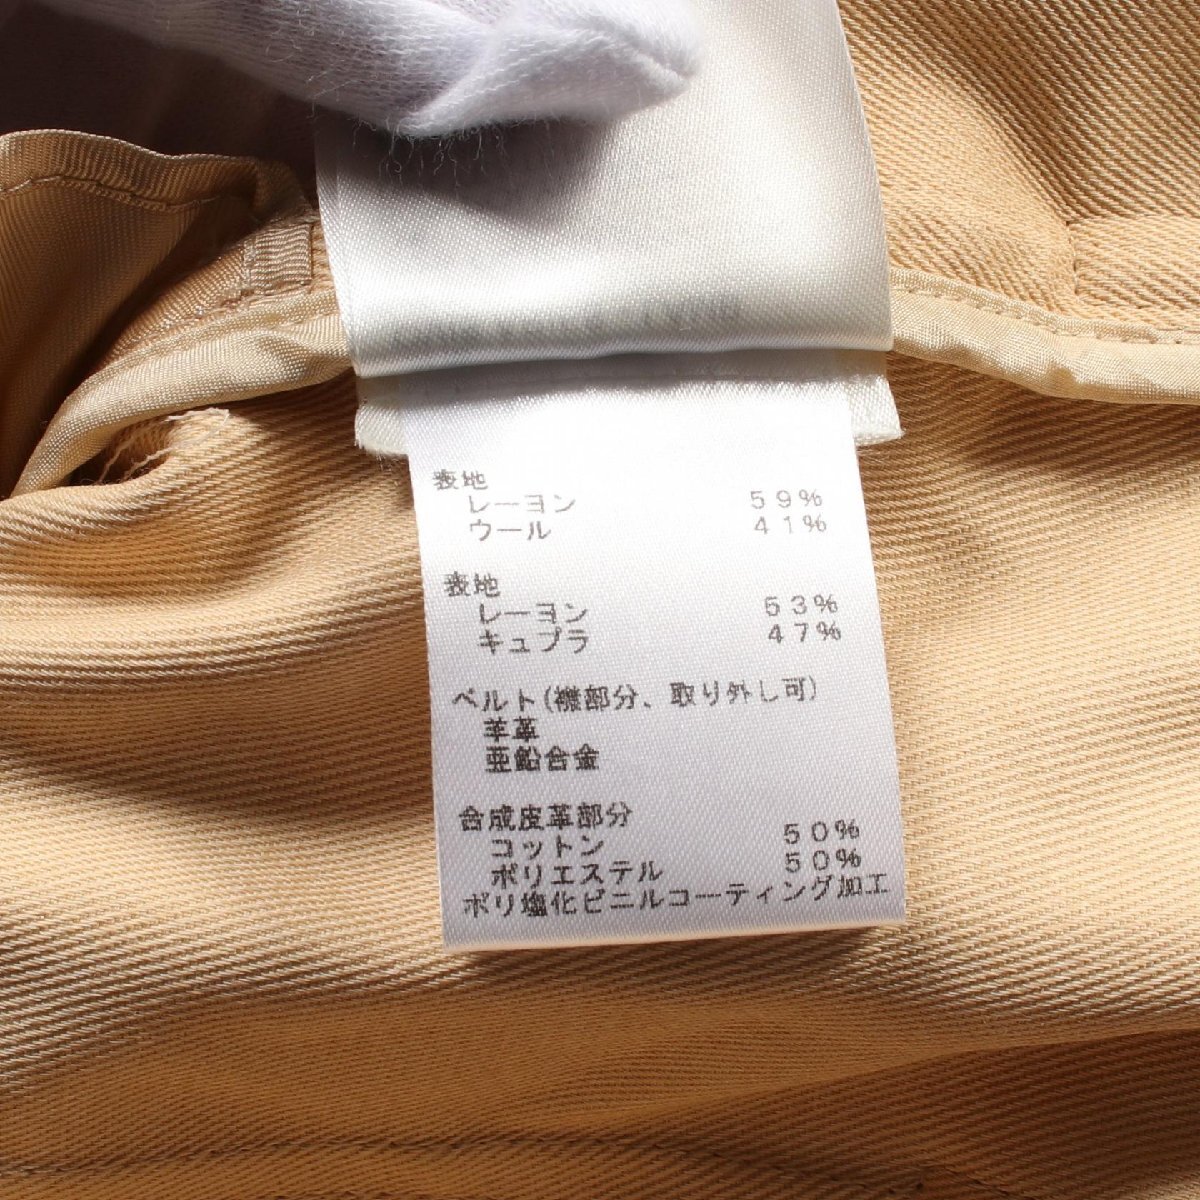 表地
レーヨン 59%
ウール 41%
表地
レーヨン 53%
キュプラ 47%
ベルト(襟部分、取り外し可)
羊革
亜鉛合金
合成皮革部分
コットン 50%
ポリエステル 50%
ポリ塩化ビニルコーティング加工